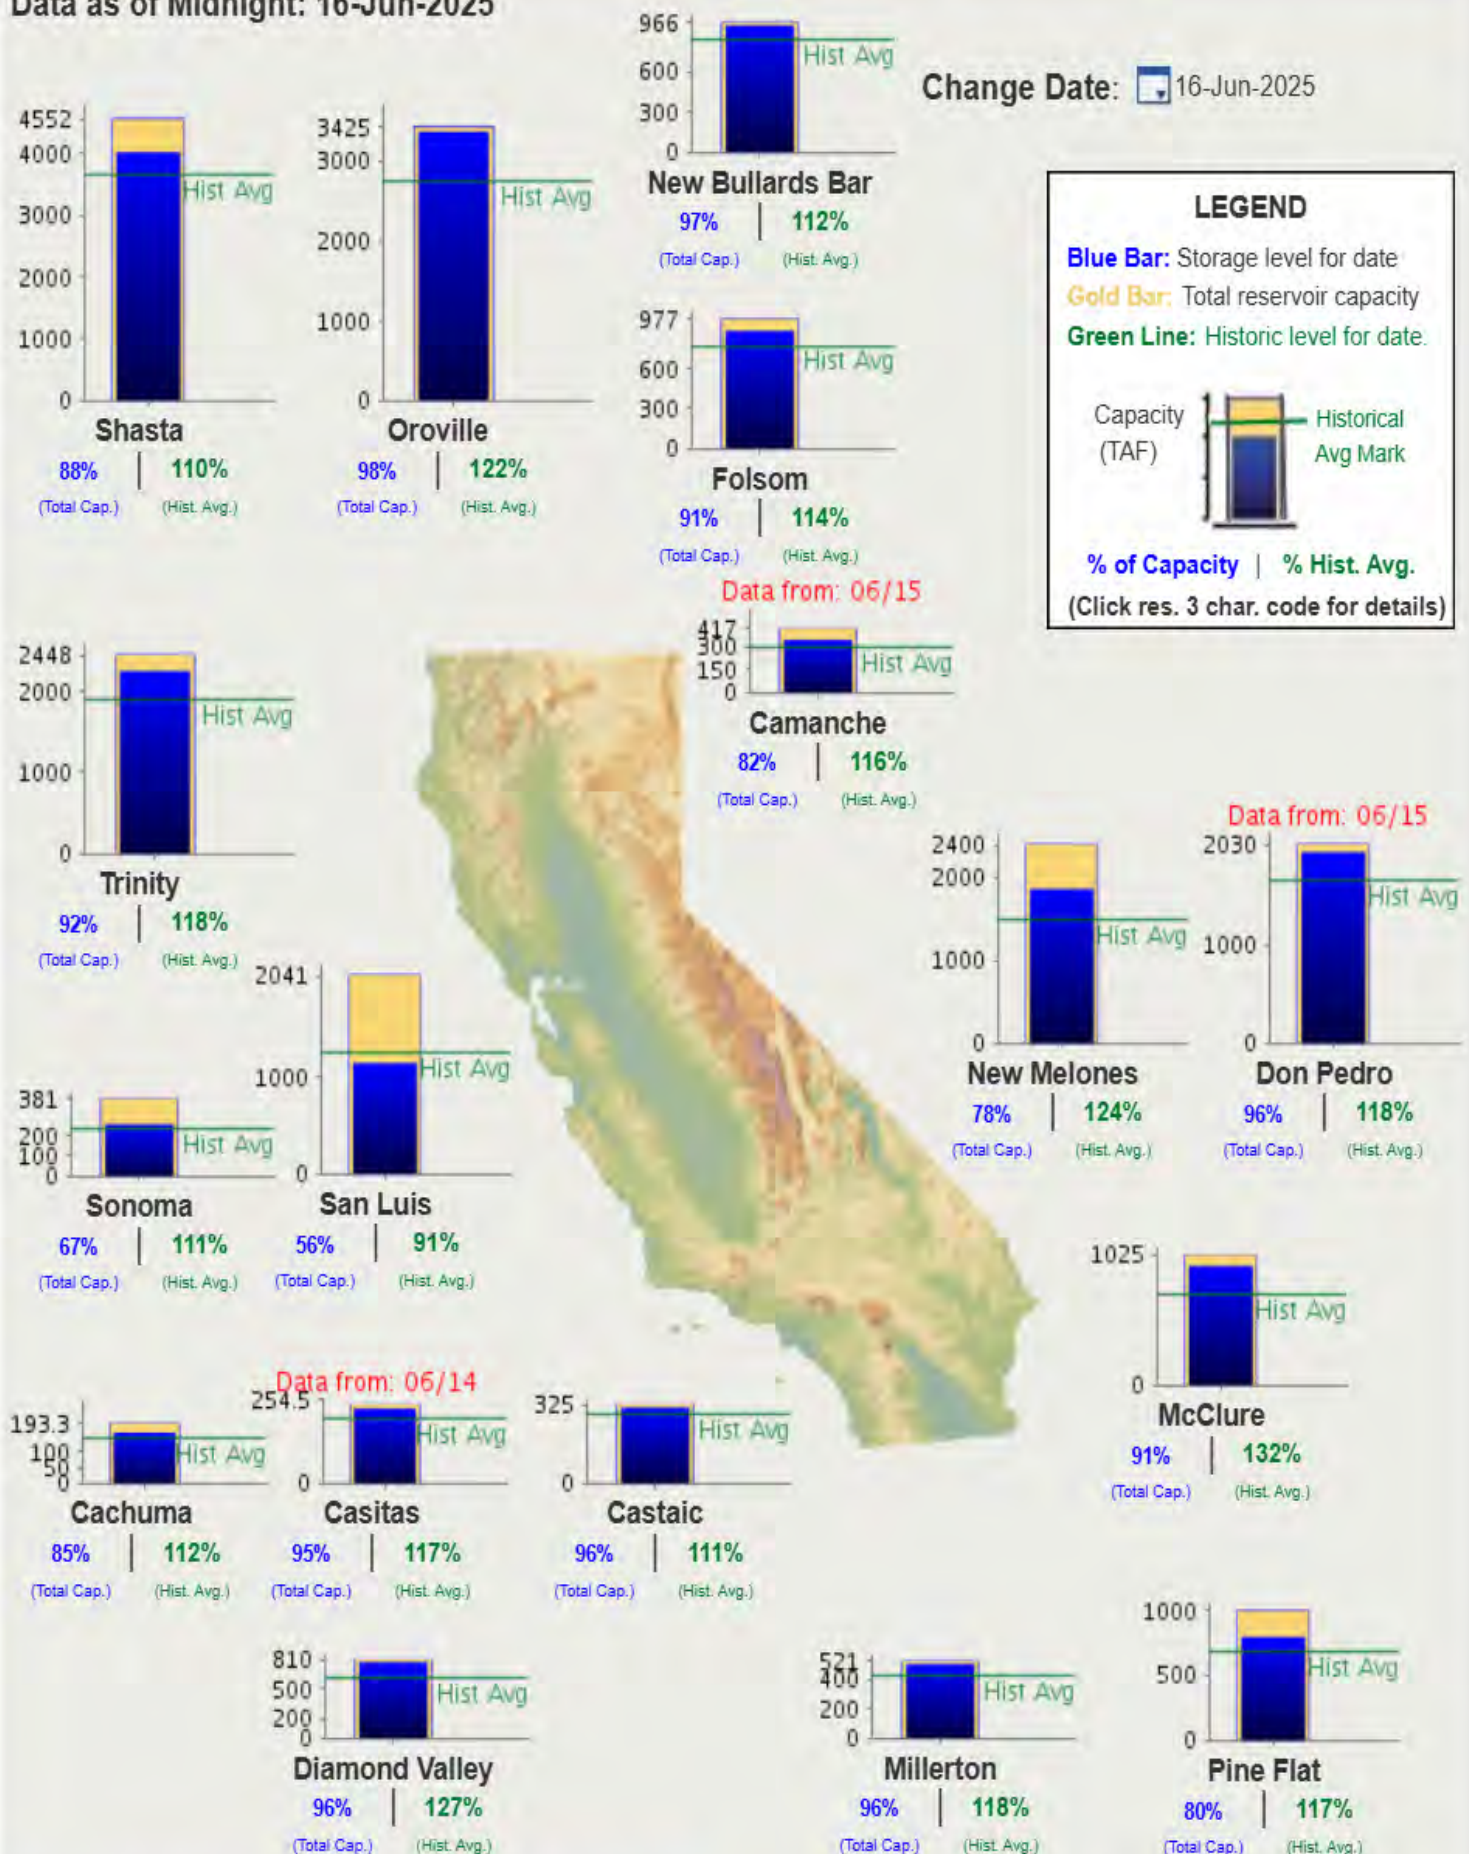 Data as of Midnight: 16-Jun-2025
Change Date: 16-Jun-2025
966
600
300
0
Hist Avg
New Bullards Bar
97% | 112%
(Total Cap.) (Hist. Avg.)
4552
4000
3000
2000
1000
0
Hist Avg
Shasta
88% | 110%
(Total Cap.) (Hist. Avg.)
3425
3000
2000
1000
0
Hist Avg
Oroville
98% | 122%
(Total Cap.) (Hist. Avg.)
977
600
300
0
Hist Avg
Folsom
91% | 114%
(Total Cap.) (Hist. Avg.)
LEGEND
Blue Bar: Storage level for date
Gold Bar: Total reservoir capacity
Green Line: Historic level for date.
Capacity
(TAF)
Historical
Avg Mark
% of Capacity | % Hist. Avg.
(Click res. 3 char. code for details)
Data from: 06/15
417
300
150
0
Hist Avg
Camanche
82% | 116%
(Total Cap.) (Hist. Avg.)
2448
2000
1000
0
Hist Avg
Trinity
92% | 118%
(Total Cap.) (Hist. Avg.)
2400
2000
1000
0
Hist Avg
New Melones
78% | 124%
(Total Cap.) (Hist. Avg.)
Data from: 06/15
2030
1000
0
Hist Avg
Don Pedro
96% | 118%
(Total Cap.) (Hist. Avg.)
381
200
100
0
Hist Avg
Sonoma
67% | 111%
(Total Cap.) (Hist. Avg.)
2041
1000
0
Hist Avg
San Luis
56% | 91%
(Total Cap.) (Hist. Avg.)
1025
0
Hist Avg
McClure
91% | 132%
(Total Cap.) (Hist. Avg.)
193.3
100
50
0
Hist Avg
Cachuma
85% | 112%
(Total Cap.) (Hist. Avg.)
Data from: 06/14
254.5
0
Hist Avg
Casitas
95% | 117%
(Total Cap.) (Hist. Avg.)
325
0
Hist Avg
Castaic
96% | 111%
(Total Cap.) (Hist. Avg.)
810
500
200
0
Hist Avg
Diamond Valley
96% | 127%
(Total Cap.) (Hist. Avg.)
521
400
200
0
Hist Avg
Millerton
96% | 118%
(Total Cap.) (Hist. Avg.)
1000
500
0
Hist Avg
Pine Flat
80% | 117%
(Total Cap.) (Hist. Avg.)